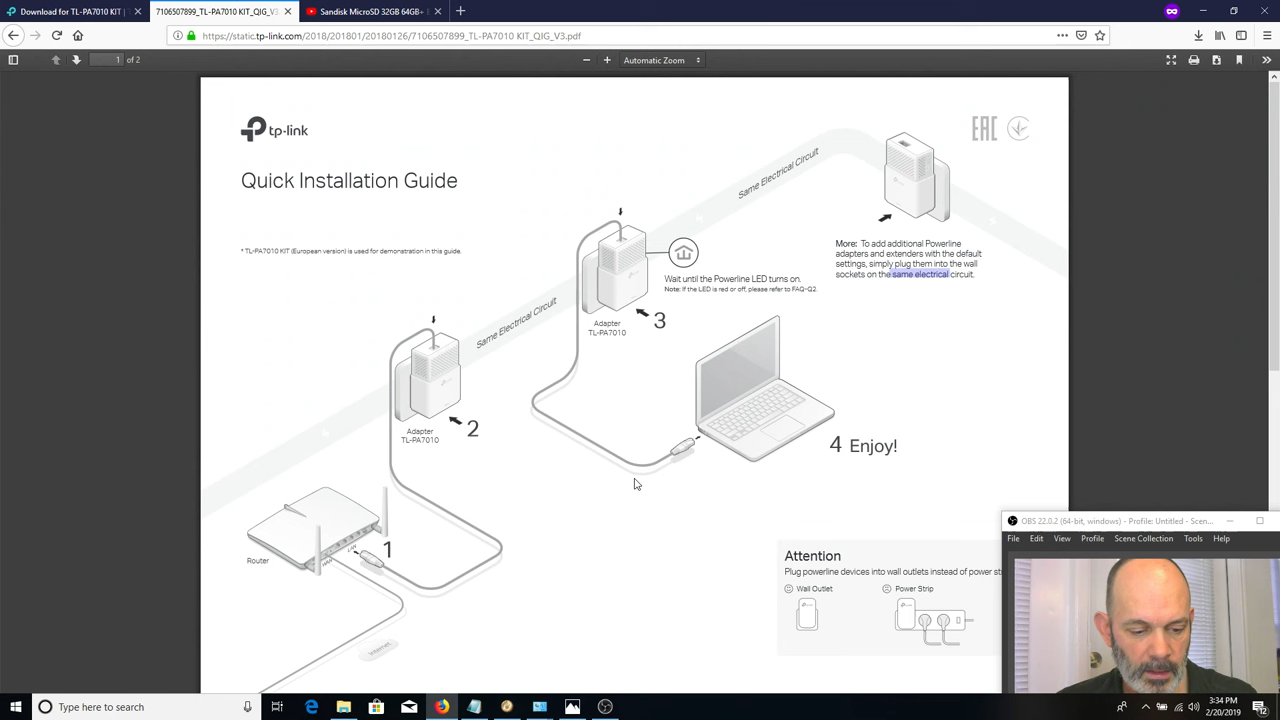 Download for TL-PA7010 KIT |
7106507899_TL-PA7010 KIT_QIG_V3.
Sandisk MicroSD 32GB 64GB+
https://static.tp-link.com/2018/201801/20180126/7106507899_TL-PA7010 KIT_QIG_V3.pdf
1 of 2
Automatic Zoom
tp-link
EAC
Quick Installation Guide
* TL-PA7010 KIT (European version) is used for demonstration in this guide.
Same Electrical Circuit
More: To add additional Powerline
adapters and extenders with the default
settings, simply plug them into the wall
sockets on the same electrical circuit.
Wait until the Powerline LED turns on.
Note: If the LED is red or off, please refer to FAQ-Q2.
Same Electrical Circuit
Adapter
TL-PA7010
3
Adapter
TL-PA7010
2
4 Enjoy!
Router
LAN
1
WAN
Internet
Attention
Plug powerline devices into wall outlets instead of power st
Wall Outlet
Power Strip
OBS 22.0.2 (64-bit, windows) - Profile: Untitled - Scen...
File Edit View Profile Scene Collection Tools Help
Type here to search
3:34 PM
2/20/2019
12